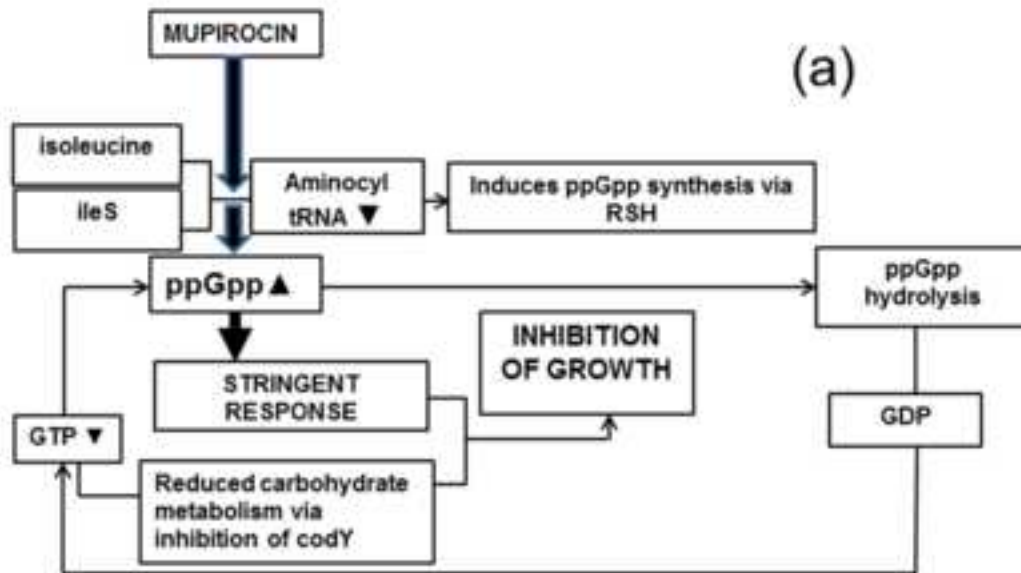 MUPIROCIN
(a)
isoleucine
ileS
Aminocyl
tRNA ▼
Induces ppGpp synthesis via
RSH
ppGpp ▲
ppGpp
hydrolysis
INHIBITION
OF GROWTH
STRINGENT
RESPONSE
GTP ▼
GDP
Reduced carbohydrate
metabolism via
inhibition of codY